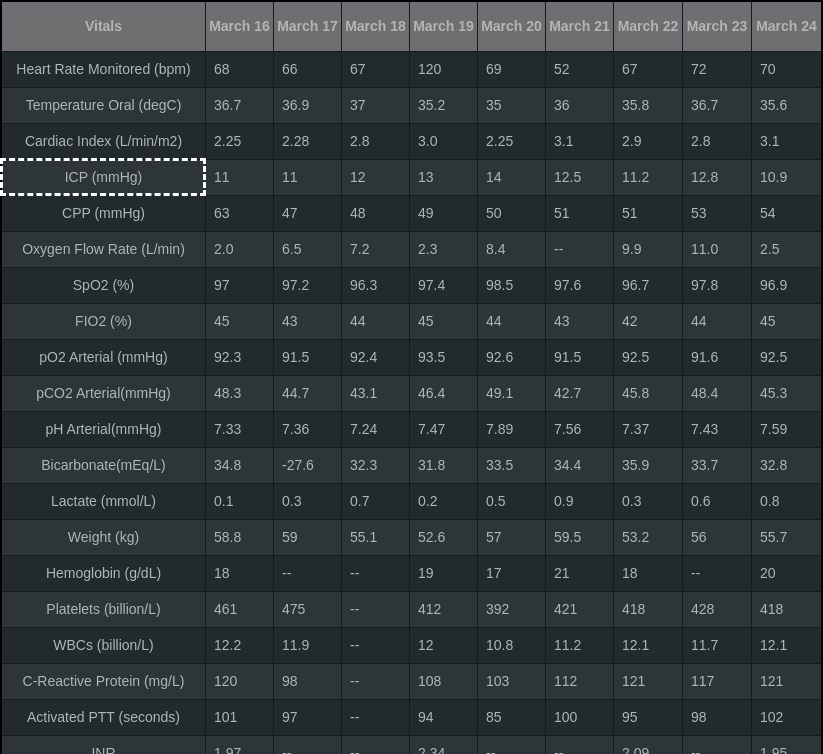 Vitals March 16 March 17 March 18 March 19 March 20 March 21 March 22 March 23 March 24
Heart Rate Monitored (bpm) 68 66 67 120 69 52 67 72 70
Temperature Oral (degC) 36.7 36.9 37 35.2 35 36 35.8 36.7 35.6
Cardiac Index (L/min/m2) 2.25 2.28 2.8 3.0 2.25 3.1 2.9 2.8 3.1
ICP (mmHg) 11 11 12 13 14 12.5 11.2 12.8 10.9
CPP (mmHg) 63 47 48 49 50 51 51 53 54
Oxygen Flow Rate (L/min) 2.0 6.5 7.2 2.3 8.4 -- 9.9 11.0 2.5
SpO2 (%) 97 97.2 96.3 97.4 98.5 97.6 96.7 97.8 96.9
FIO2 (%) 45 43 44 45 44 43 42 44 45
pO2 Arterial (mmHg) 92.3 91.5 92.4 93.5 92.6 91.5 92.5 91.6 92.5
pCO2 Arterial(mmHg) 48.3 44.7 43.1 46.4 49.1 42.7 45.8 48.4 45.3
pH Arterial(mmHg) 7.33 7.36 7.24 7.47 7.89 7.56 7.37 7.43 7.59
Bicarbonate(mEq/L) 34.8 -27.6 32.3 31.8 33.5 34.4 35.9 33.7 32.8
Lactate (mmol/L) 0.1 0.3 0.7 0.2 0.5 0.9 0.3 0.6 0.8
Weight (kg) 58.8 59 55.1 52.6 57 59.5 53.2 56 55.7
Hemoglobin (g/dL) 18 -- -- 19 17 21 18 -- 20
Platelets (billion/L) 461 475 -- 412 392 421 418 428 418
WBCs (billion/L) 12.2 11.9 -- 12 10.8 11.2 12.1 11.7 12.1
C-Reactive Protein (mg/L) 120 98 -- 108 103 112 121 117 121
Activated PTT (seconds) 101 97 -- 94 85 100 95 98 102
INR 1.97 -- -- 2.34 -- -- 2.09 -- 1.95